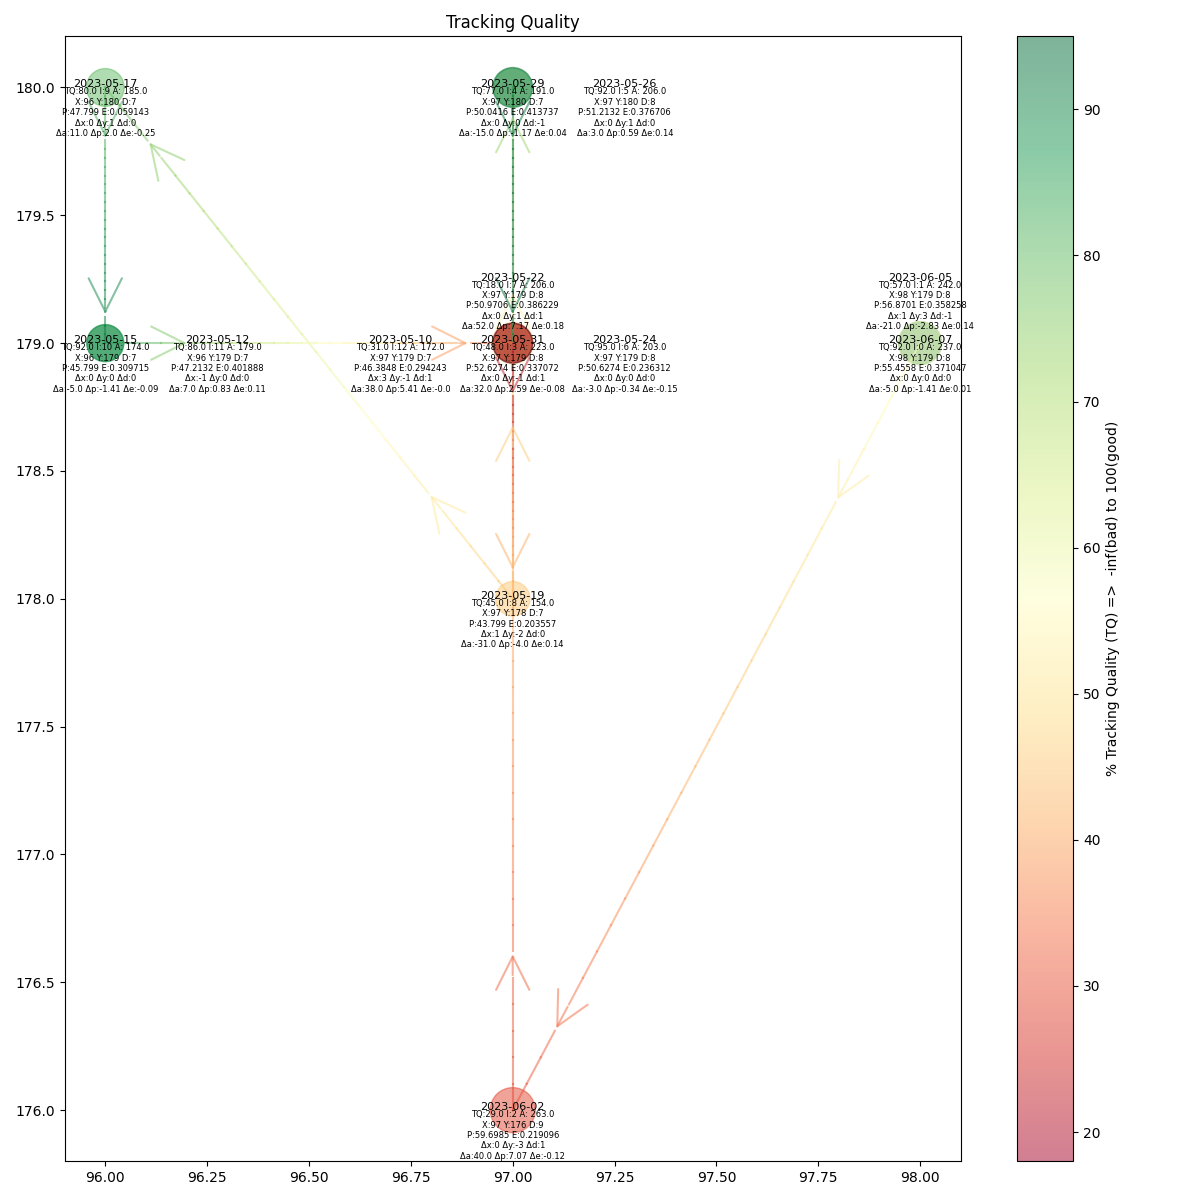 Tracking Quality
2023-05-17
TQ:80.0 I:9 A: 185.0
X:96 Y:180 D:7
P:47.799 E:0.059143
Δx:0 Δy:1 Δd:0
Δa:11.0 Δp:2.0 Δe:-0.25
2023-05-29
TQ:77.0 I:4 A: 191.0
X:97 Y:180 D:7
P:50.0416 E:0.413737
Δx:0 Δy:0 Δd:-1
Δa:-15.0 Δp:-1.17 Δe:0.04
2023-05-26
TQ:92.0 I:5 A: 206.0
X:97 Y:180 D:8
P:51.2132 E:0.376706
Δx:0 Δy:1 Δd:0
Δa:3.0 Δp:0.59 Δe:0.14
2023-05-22
TQ:18.0 I:7 A: 206.0
X:97 Y:179 D:8
P:50.9706 E:0.386229
Δx:0 Δy:1 Δd:1
Δa:52.0 Δp:7.17 Δe:0.18
2023-06-05
TQ:57.0 I:1 A: 242.0
X:98 Y:179 D:8
P:56.8701 E:0.358258
Δx:1 Δy:3 Δd:-1
Δa:-21.0 Δp:-2.83 Δe:0.14
2023-05-15
TQ:92.0 I:10 A: 174.0
X:96 Y:179 D:7
P:45.799 E:0.309715
Δx:0 Δy:0 Δd:0
Δa:-5.0 Δp:-1.41 Δe:-0.09
2023-05-12
TQ:86.0 I:11 A: 179.0
X:96 Y:179 D:7
P:47.2132 E:0.401888
Δx:-1 Δy:0 Δd:0
Δa:7.0 Δp:0.83 Δe:0.11
2023-05-10
TQ:31.0 I:12 A: 172.0
X:97 Y:179 D:7
P:46.3848 E:0.294243
Δx:3 Δy:-1 Δd:1
Δa:38.0 Δp:5.41 Δe:-0.0
2023-05-31
TQ:48.0 I:3 A: 223.0
X:97 Y:179 D:8
P:52.6274 E:0.337072
Δx:0 Δy:-1 Δd:1
Δa:32.0 Δp:2.59 Δe:-0.08
2023-05-24
TQ:95.0 I:6 A: 203.0
X:97 Y:179 D:8
P:50.6274 E:0.236312
Δx:0 Δy:0 Δd:0
Δa:-3.0 Δp:-0.34 Δe:-0.15
2023-06-07
TQ:92.0 I:0 A: 237.0
X:98 Y:179 D:8
P:55.4558 E:0.371047
Δx:0 Δy:0 Δd:0
Δa:-5.0 Δp:-1.41 Δe:0.01
2023-05-19
TQ:45.0 I:8 A: 154.0
X:97 Y:178 D:7
P:43.799 E:0.203557
Δx:1 Δy:-2 Δd:0
Δa:-31.0 Δp:-4.0 Δe:0.14
2023-06-02
TQ:29.0 I:2 A: 263.0
X:97 Y:176 D:9
P:59.6985 E:0.219096
Δx:0 Δy:-3 Δd:1
Δa:40.0 Δp:7.07 Δe:-0.12
180.0
179.5
179.0
178.5
178.0
177.5
177.0
176.5
176.0
96.00 96.25 96.50 96.75 97.00 97.25 97.50 97.75 98.00
90
80
70
60
50
40
30
20
% Tracking Quality (TQ) => -inf(bad) to 100(good)